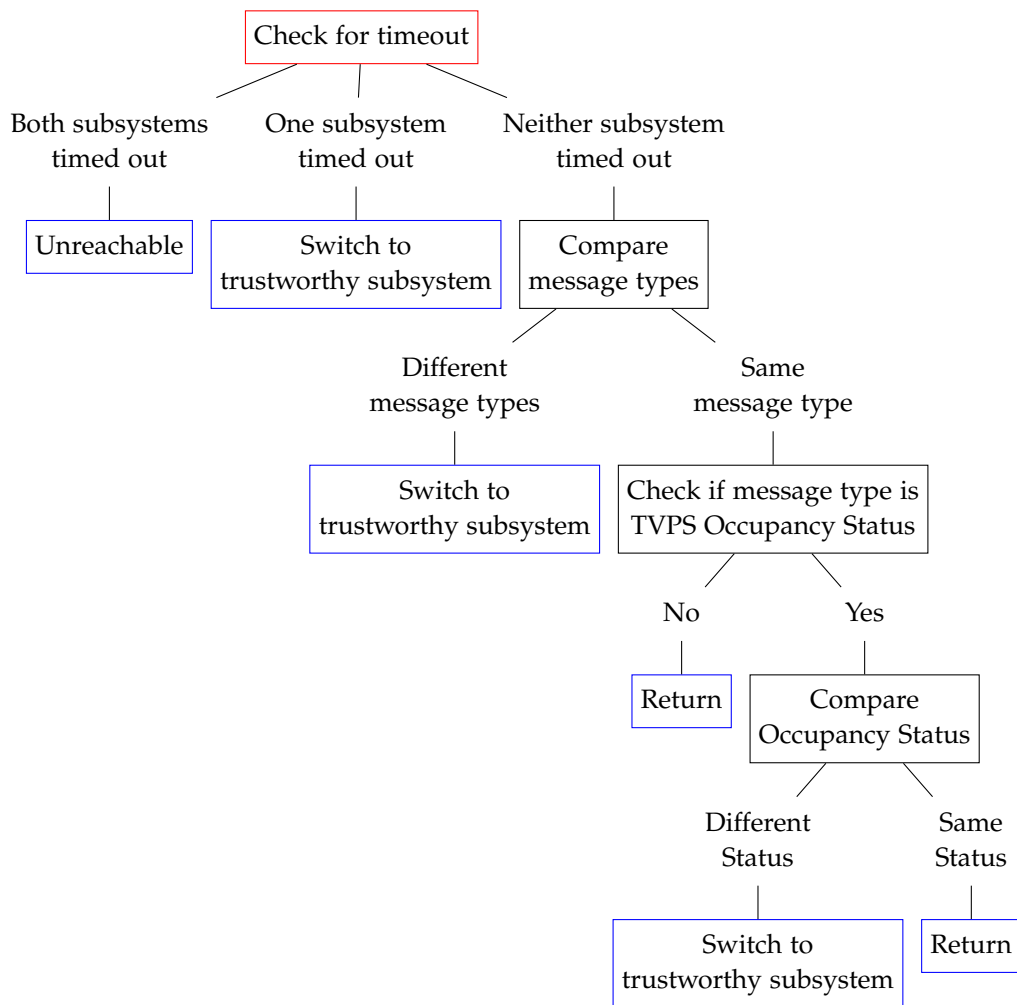 Check for timeout
Both subsystems
timed out
One subsystem
timed out
Neither subsystem
timed out
Unreachable
Switch to
trustworthy subsystem
Compare
message types
Different
message types
Same
message type
Switch to
trustworthy subsystem
Check if message type is
TVPS Occupancy Status
No
Yes
Return
Compare
Occupancy Status
Different
Status
Same
Status
Switch to
trustworthy subsystem
Return